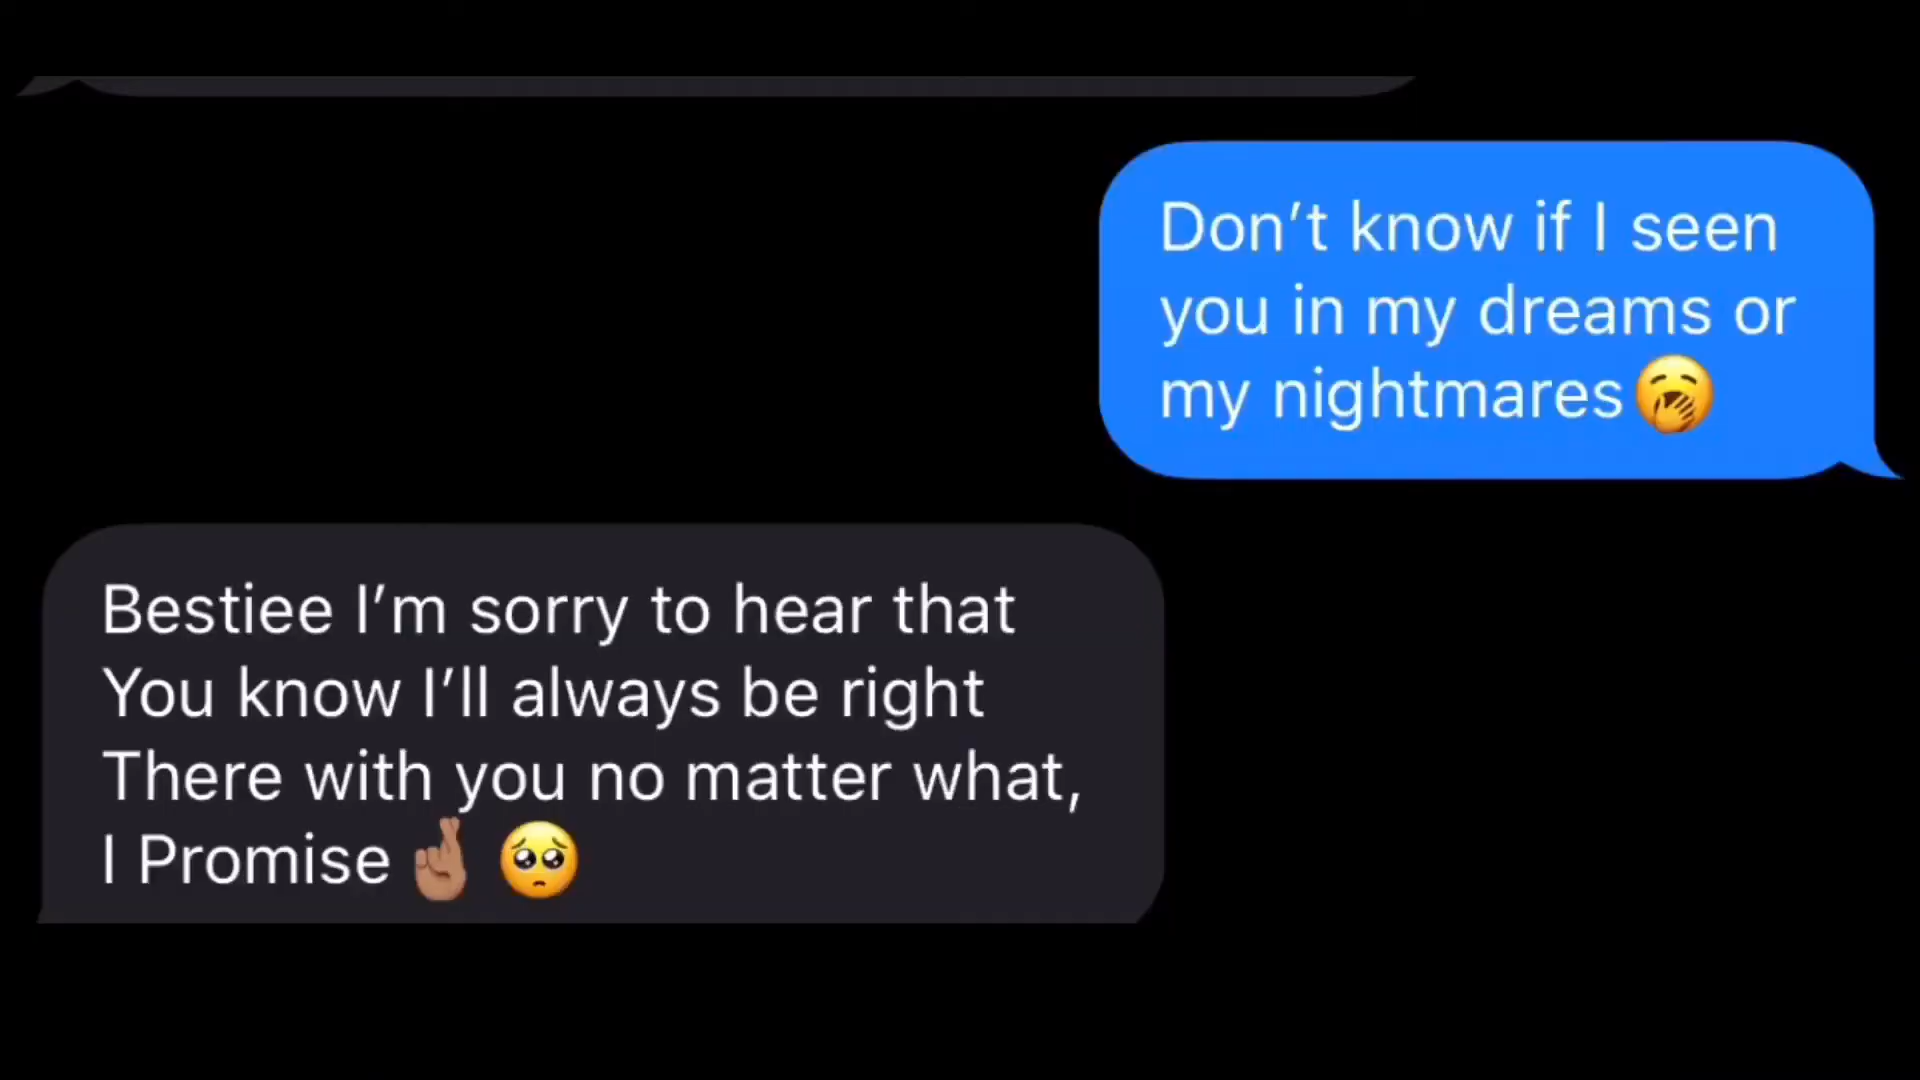 Don’t know if I seen
you in my dreams or
my nightmares🥱
Bestiee I’m sorry to hear that
You know I’ll always be right
There with you no matter what,
I Promise🤞🏽 🥺